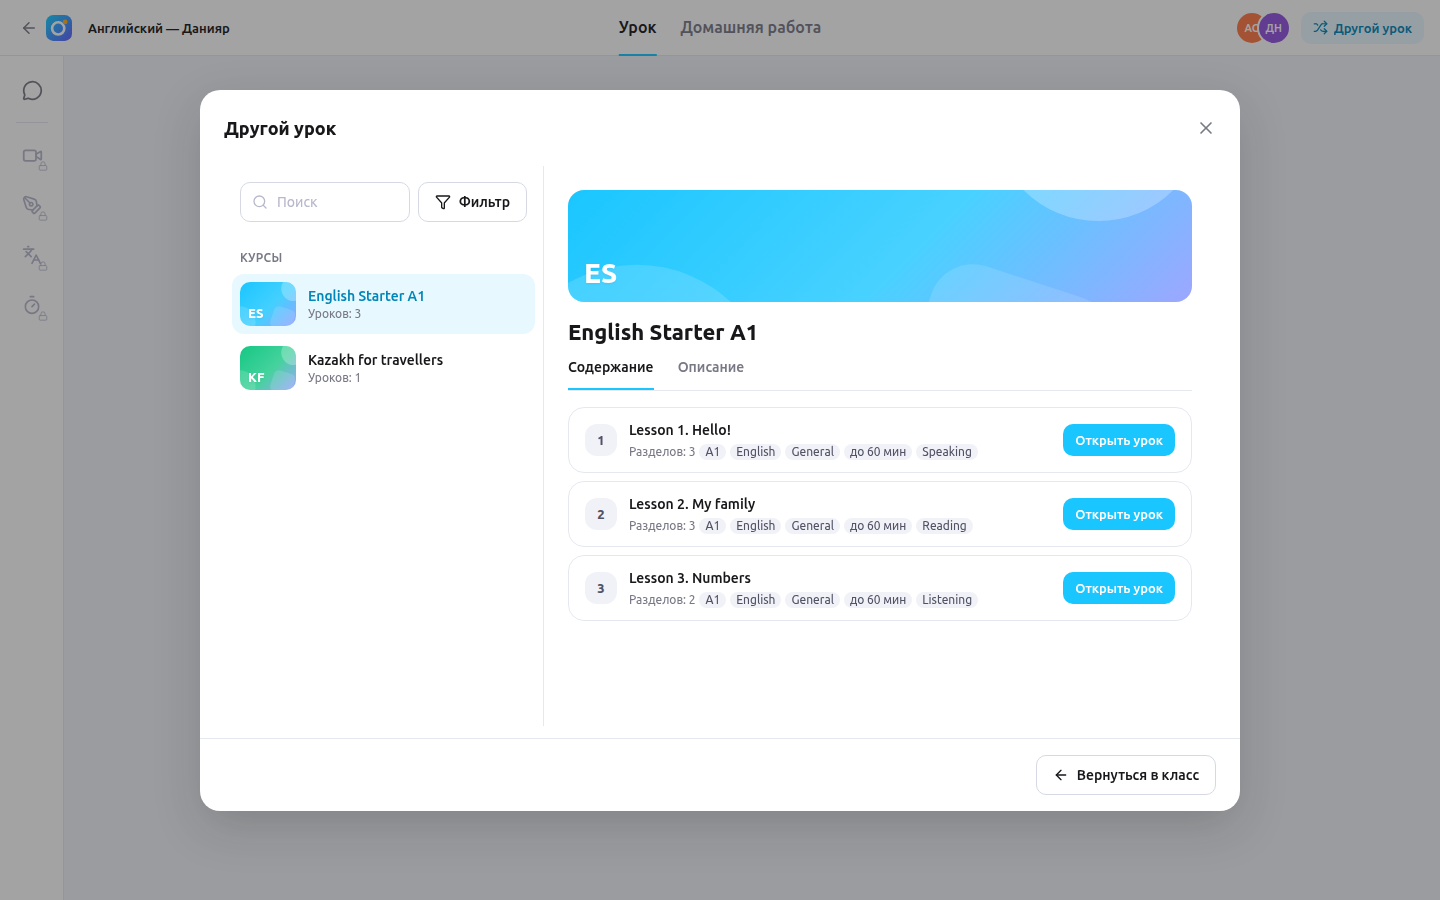 Английский — Данияр
Урок
Домашняя работа
ДН
Другой урок
Другой урок
Поиск
Фильтр
КУРСЫ
ES
English Starter A1
Уроков: 3
KF
Kazakh for travellers
Уроков: 1
ES
English Starter A1
Содержание
Описание
1
Lesson 1. Hello!
Разделов: 3 A1 English General до 60 мин Speaking
Открыть урок
2
Lesson 2. My family
Разделов: 3 A1 English General до 60 мин Reading
Открыть урок
3
Lesson 3. Numbers
Разделов: 2 A1 English General до 60 мин Listening
Открыть урок
Вернуться в класс